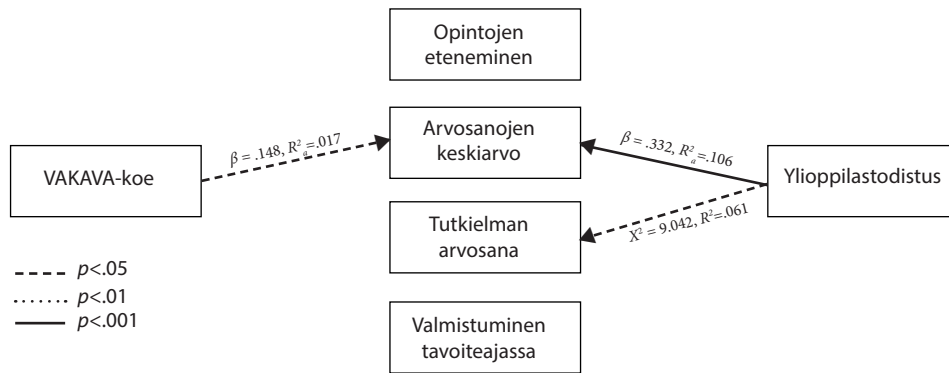 Opintojen
eteneminen
VAKAVA-koe
β = .148, R²ₐ=.017
Arvosanojen
keskiarvo
β = .332, R²ₐ=.106
Ylioppilastodistus
Tutkielman
arvosana
X² = 9.042, R²=.061
Valmistuminen
tavoiteajassa
p<.05
p<.01
p<.001